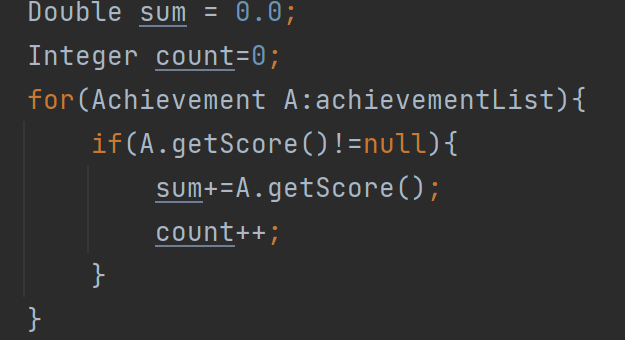 Double sum = 0.0;
Integer count=0;
for(Achievement A:achievementList){
if(A.getScore()!=null){
sum+=A.getScore();
count++;
}
}